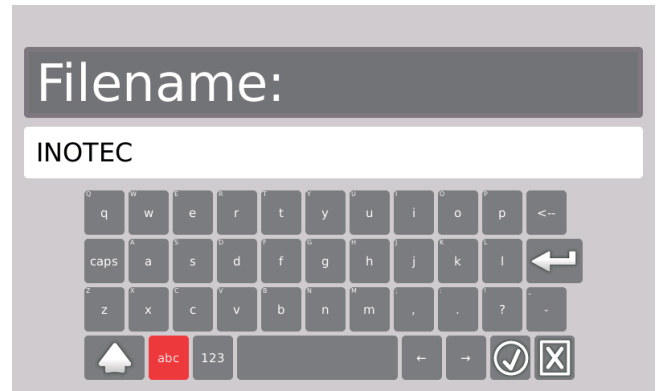 Filename:
INOTEC
Q q W w E e R r T t Y y U u I i O o P p <--
caps A a S s D d F f G g H h J j K k L l
Z z X x C c V v B b N n M m ; , : . ! ? _ -
abc 123 ← →